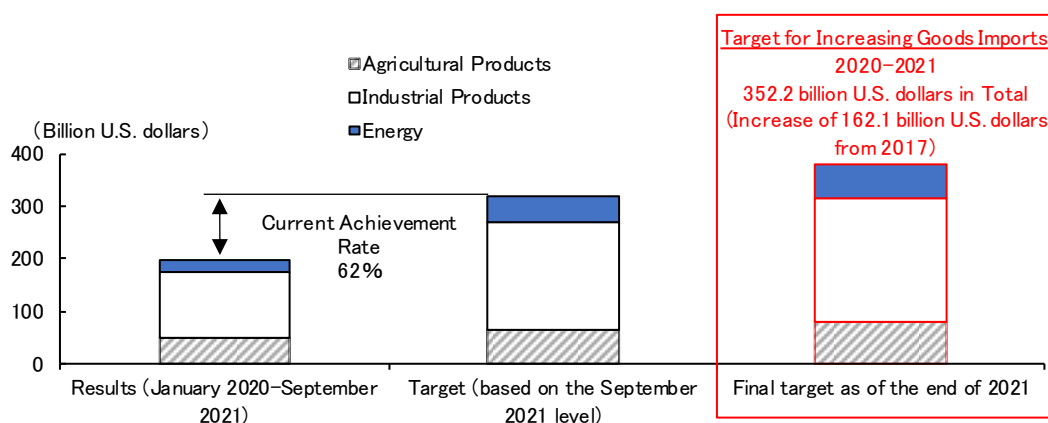 Target for Increasing Goods Imports
2020-2021
352.2 billion U.S. dollars in Total
(Increase of 162.1 billion U.S. dollars
from 2017)
Agricultural Products
Industrial Products
Energy
(Billion U.S. dollars)
400
300
200
100
0
Current Achievement
Rate
62%
Results (January 2020-September
2021)
Target (based on the September
2021 level)
Final target as of the end of 2021